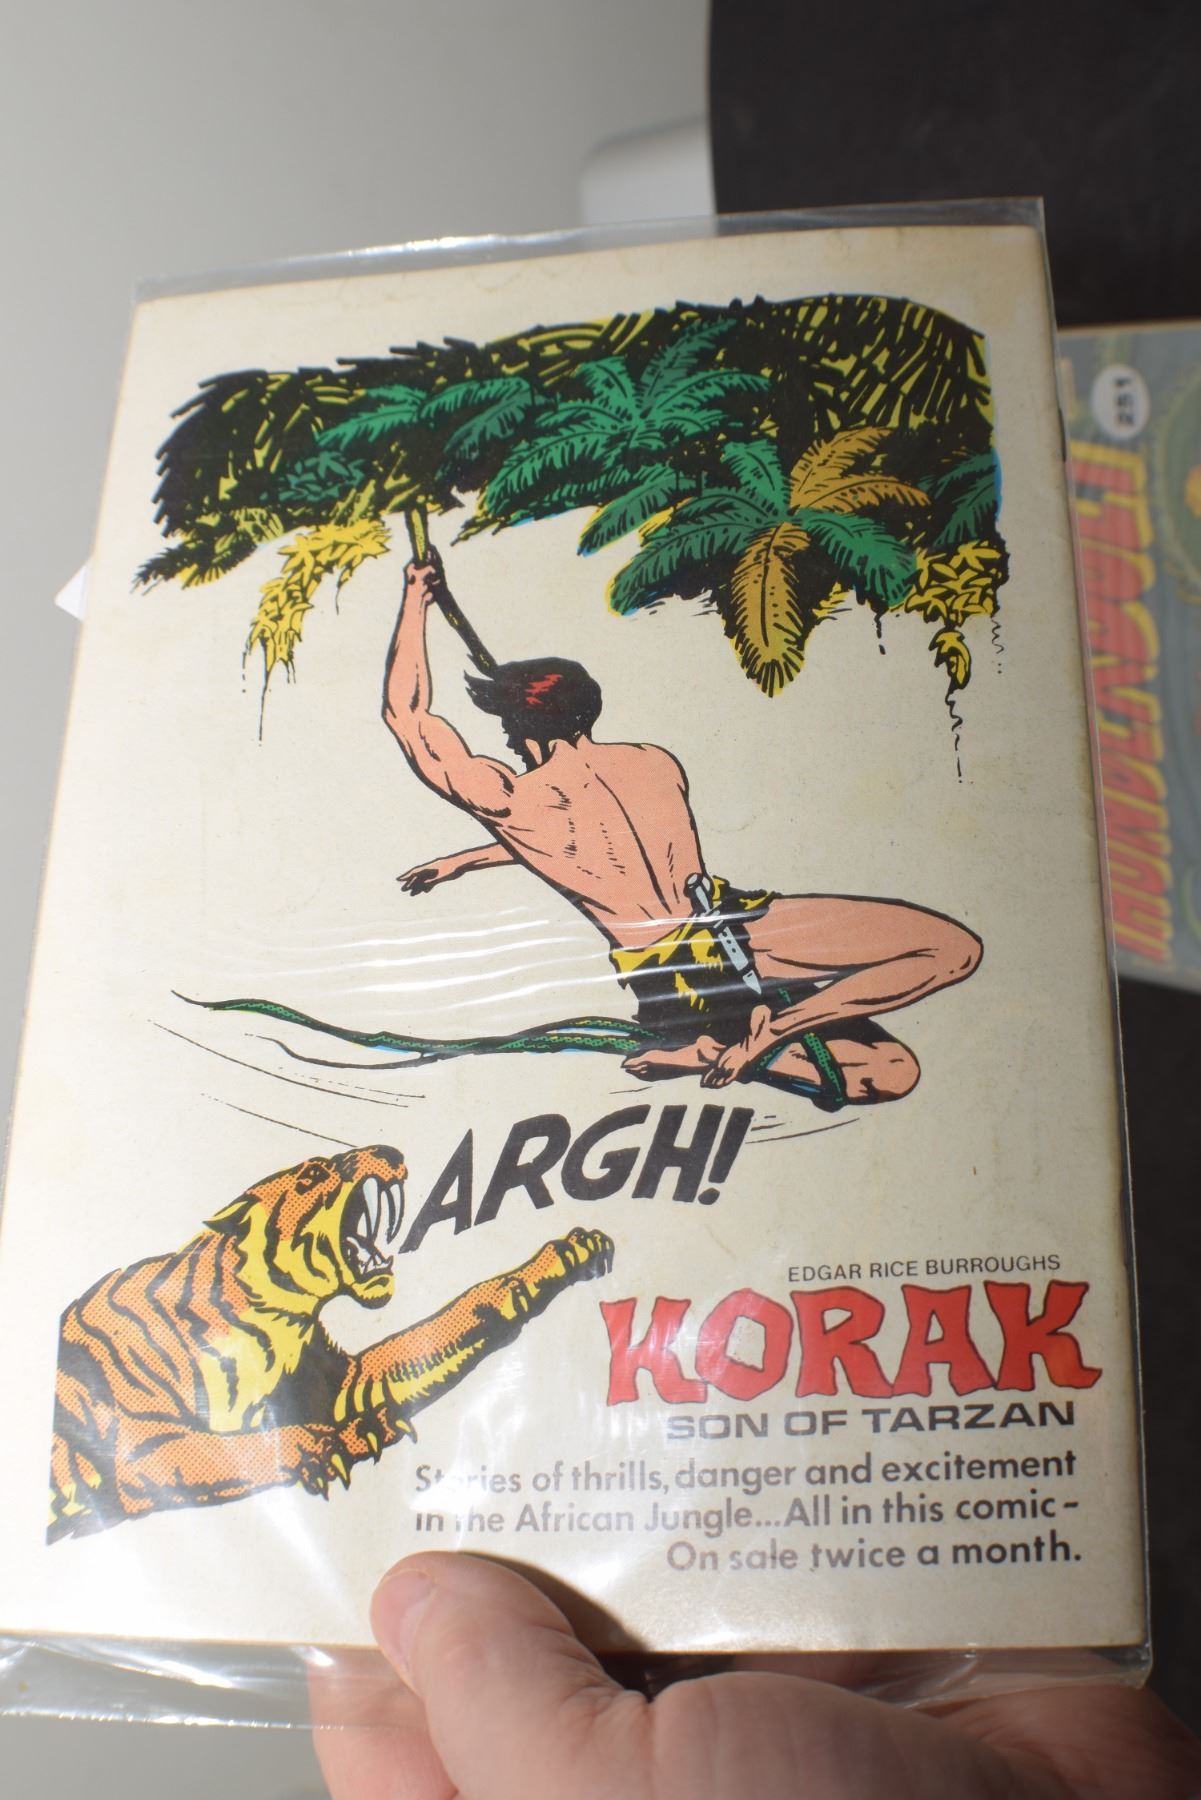 ARGH!
EDGAR RICE BURROUGHS
KORAK
SON OF TARZAN
Stories of thrills, danger and excitement
in the African Jungle...All in this comic-
On sale twice a month.
251